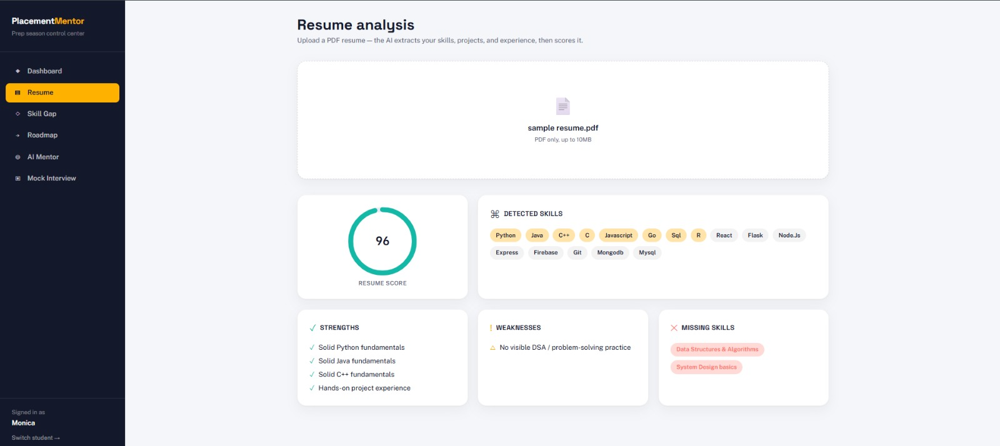 PlacementMentor
Prep season control center
Dashboard
Resume
Skill Gap
Roadmap
AI Mentor
Mock Interview
Signed in as
Monica
Switch student →
Resume analysis
Upload a PDF resume — the AI extracts your skills, projects, and experience, then scores it.
sample resume.pdf
PDF only, up to 10MB
96
RESUME SCORE
DETECTED SKILLS
Python Java C++ C Javascript Go Sql R React Flask Node.Js
Express Firebase Git Mongodb Mysql
STRENGTHS
Solid Python fundamentals
Solid Java fundamentals
Solid C++ fundamentals
Hands-on project experience
WEAKNESSES
No visible DSA / problem-solving practice
MISSING SKILLS
Data Structures & Algorithms
System Design basics